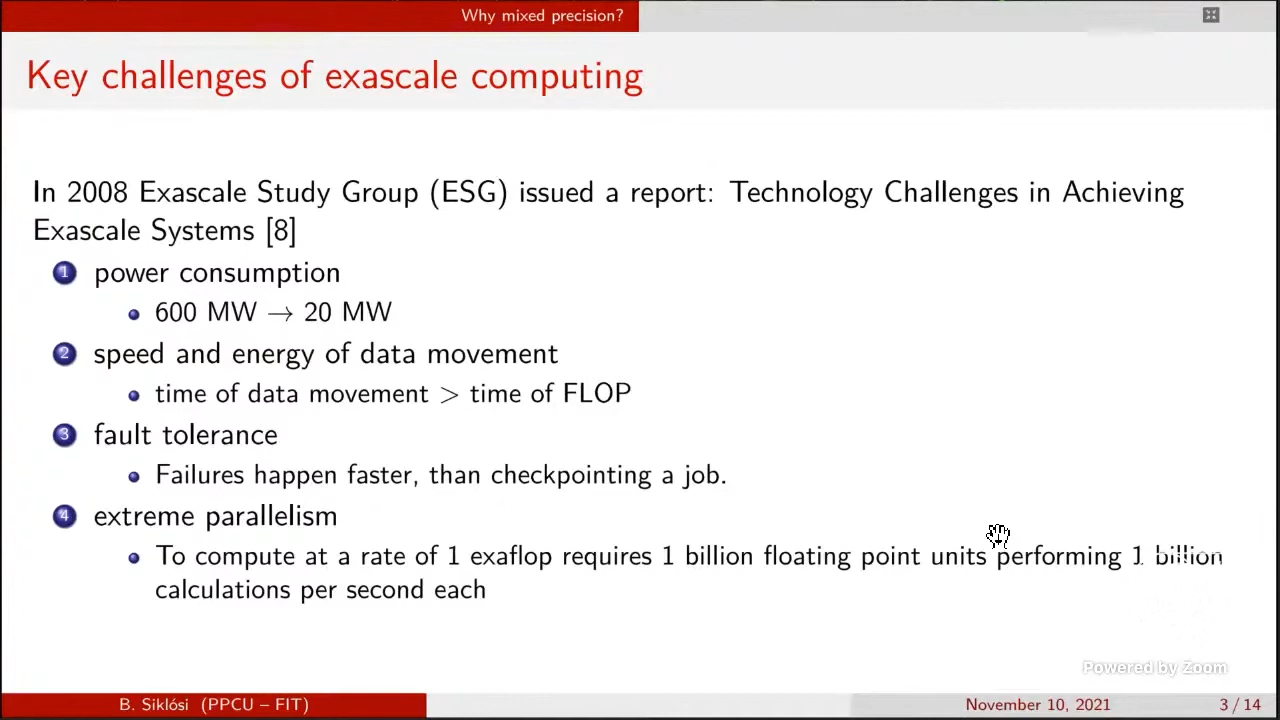 Why mixed precision?
Key challenges of exascale computing
In 2008 Exascale Study Group (ESG) issued a report: Technology Challenges in Achieving
Exascale Systems [8]
1 power consumption
600 MW → 20 MW
2 speed and energy of data movement
time of data movement > time of FLOP
3 fault tolerance
Failures happen faster, than checkpointing a job.
4 extreme parallelism
To compute at a rate of 1 exaflop requires 1 billion floating point units performing 1 billion
calculations per second each
Powered by Zoom
B. Siklósi (PPCU – FIT) November 10, 2021 3 / 14